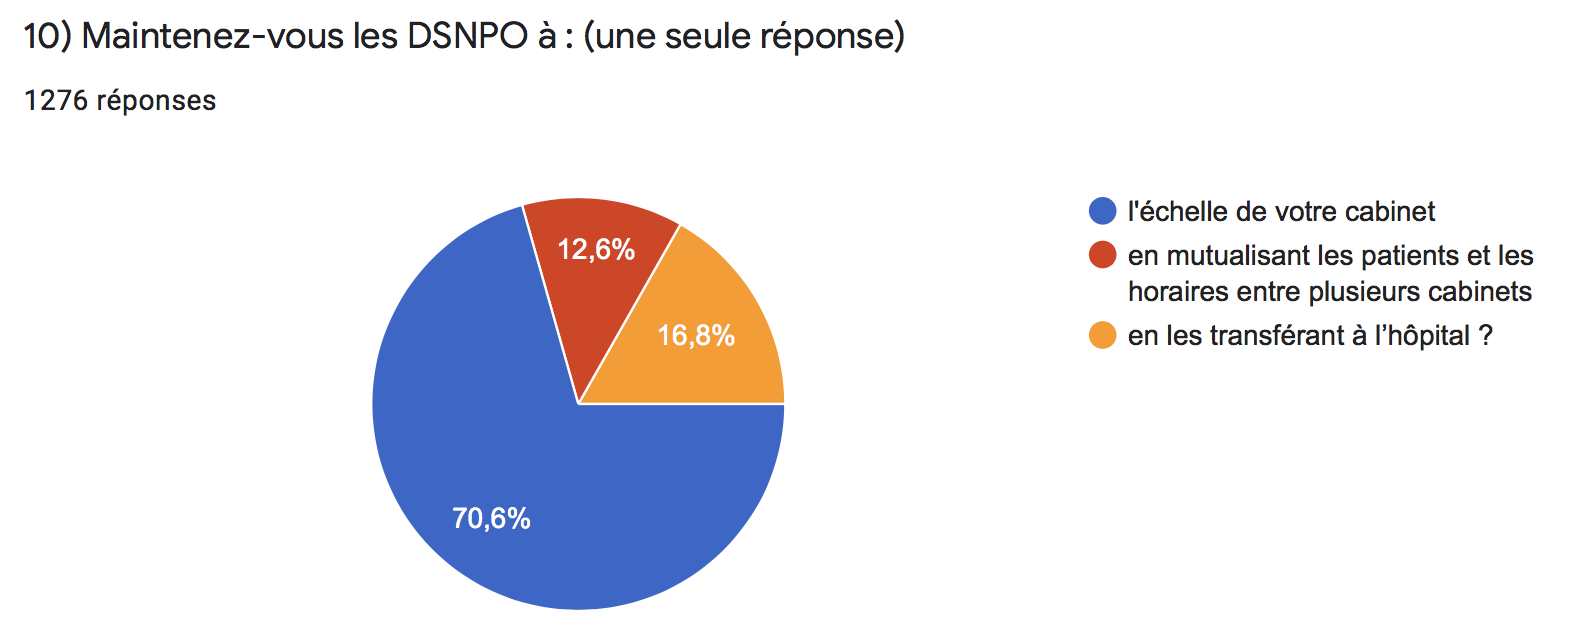 10) Maintenez-vous les DSNPO à : (une seule réponse)
1276 réponses
12,6%
16,8%
70,6%
l'échelle de votre cabinet
en mutualisant les patients et les
horaires entre plusieurs cabinets
en les transférant à l’hôpital ?